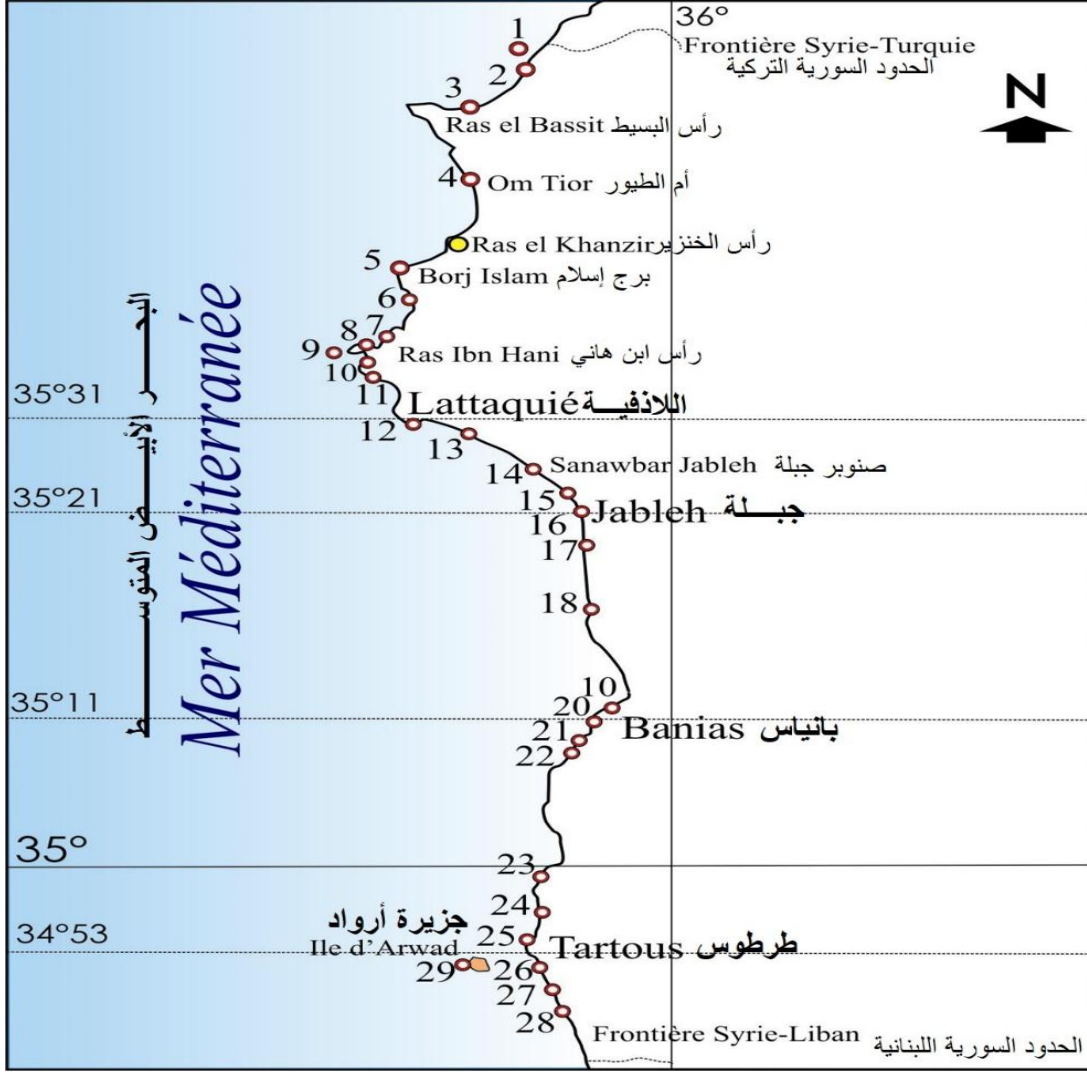 36°
1
Frontière Syrie-Turquie
الحدود السورية التركية
2
3
N
Ras el Bassit رأس البسيط
4
Om Tior أم الطيور
Ras el Khanzir رأس الخنزير
5
Borj Islam برج إسلام
6
7
8
9
Ras Ibn Hani رأس ابن هاني
10
11
35°31
Lattaquié اللاذقية
12
13
14
Sanawbar Jableh صنوبر جبلة
15
35°21
16
Jableh جبلة
17
18
البحر الأبيض المتوسط
Mer Méditerranée
10
35°11
20
Banias بانياس
21
22
35°
23
24
جزيرة أرواد
Ile d'Arwad
34°53
25
Tartous طرطوس
29
26
27
28
Frontière Syrie-Liban الحدود السورية اللبنانية